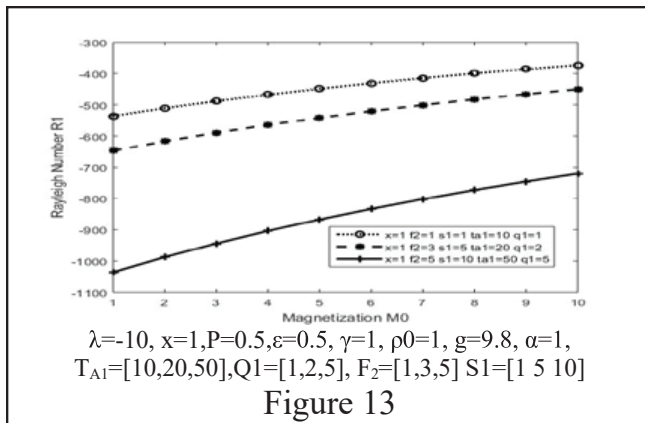 -300
-400
-500
-600
-700
-800
-900
-1000
-1100
Rayleigh Number R1
x=1 f2=1 s1=1 ta1=10 q1=1
x=1 f2=3 s1=5 ta1=20 q1=2
x=1 f2=5 s1=10 ta1=50 q1=5
1 2 3 4 5 6 7 8 9 10
Magnetization M0
λ=-10, x=1,P=0.5,ε=0.5, γ=1, ρ0=1, g=9.8, α=1,
T_A1=[10,20,50],Q1=[1,2,5], F₂=[1,3,5] S1=[1 5 10]
Figure 13